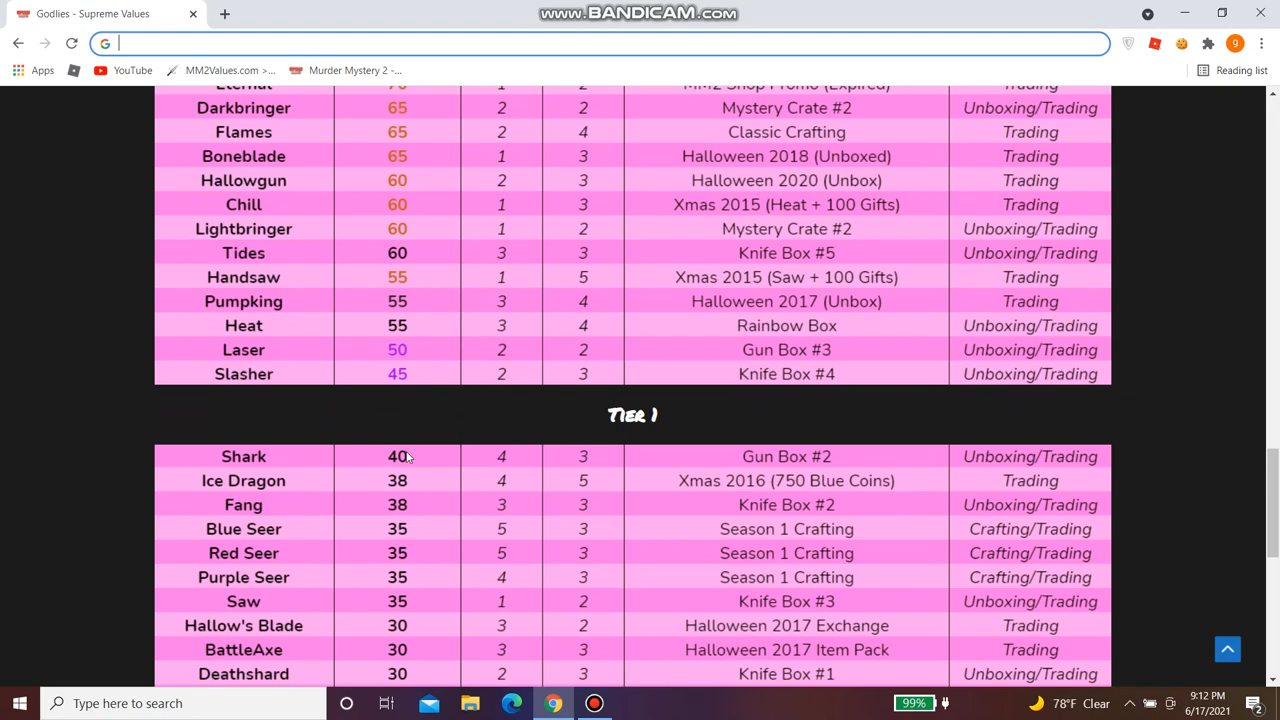 www.BANDICAM.com
Godlies - Supreme Values
Apps YouTube MM2Values.com >... Murder Mystery 2 -... Reading list
Eternal 70 1 2 MM2 Shop Promo (Expired) Trading
Darkbringer 65 2 2 Mystery Crate #2 Unboxing/Trading
Flames 65 2 4 Classic Crafting Trading
Boneblade 65 1 3 Halloween 2018 (Unboxed) Trading
Hallowgun 60 2 3 Halloween 2020 (Unbox) Trading
Chill 60 1 3 Xmas 2015 (Heat + 100 Gifts) Trading
Lightbringer 60 1 2 Mystery Crate #2 Unboxing/Trading
Tides 60 3 3 Knife Box #5 Unboxing/Trading
Handsaw 55 1 5 Xmas 2015 (Saw + 100 Gifts) Trading
Pumpking 55 3 4 Halloween 2017 (Unbox) Trading
Heat 55 3 4 Rainbow Box Unboxing/Trading
Laser 50 2 2 Gun Box #3 Unboxing/Trading
Slasher 45 2 3 Knife Box #4 Unboxing/Trading
Tier 1
Shark 40 4 3 Gun Box #2 Unboxing/Trading
Ice Dragon 38 4 5 Xmas 2016 (750 Blue Coins) Trading
Fang 38 3 3 Knife Box #2 Unboxing/Trading
Blue Seer 35 5 3 Season 1 Crafting Crafting/Trading
Red Seer 35 5 3 Season 1 Crafting Crafting/Trading
Purple Seer 35 4 3 Season 1 Crafting Crafting/Trading
Saw 35 1 2 Knife Box #3 Unboxing/Trading
Hallow's Blade 30 3 2 Halloween 2017 Exchange Trading
BattleAxe 30 3 3 Halloween 2017 Item Pack Trading
Deathshard 30 2 3 Knife Box #1 Unboxing/Trading
Type here to search 99% 78°F Clear 9:12 PM
6/17/2021 2